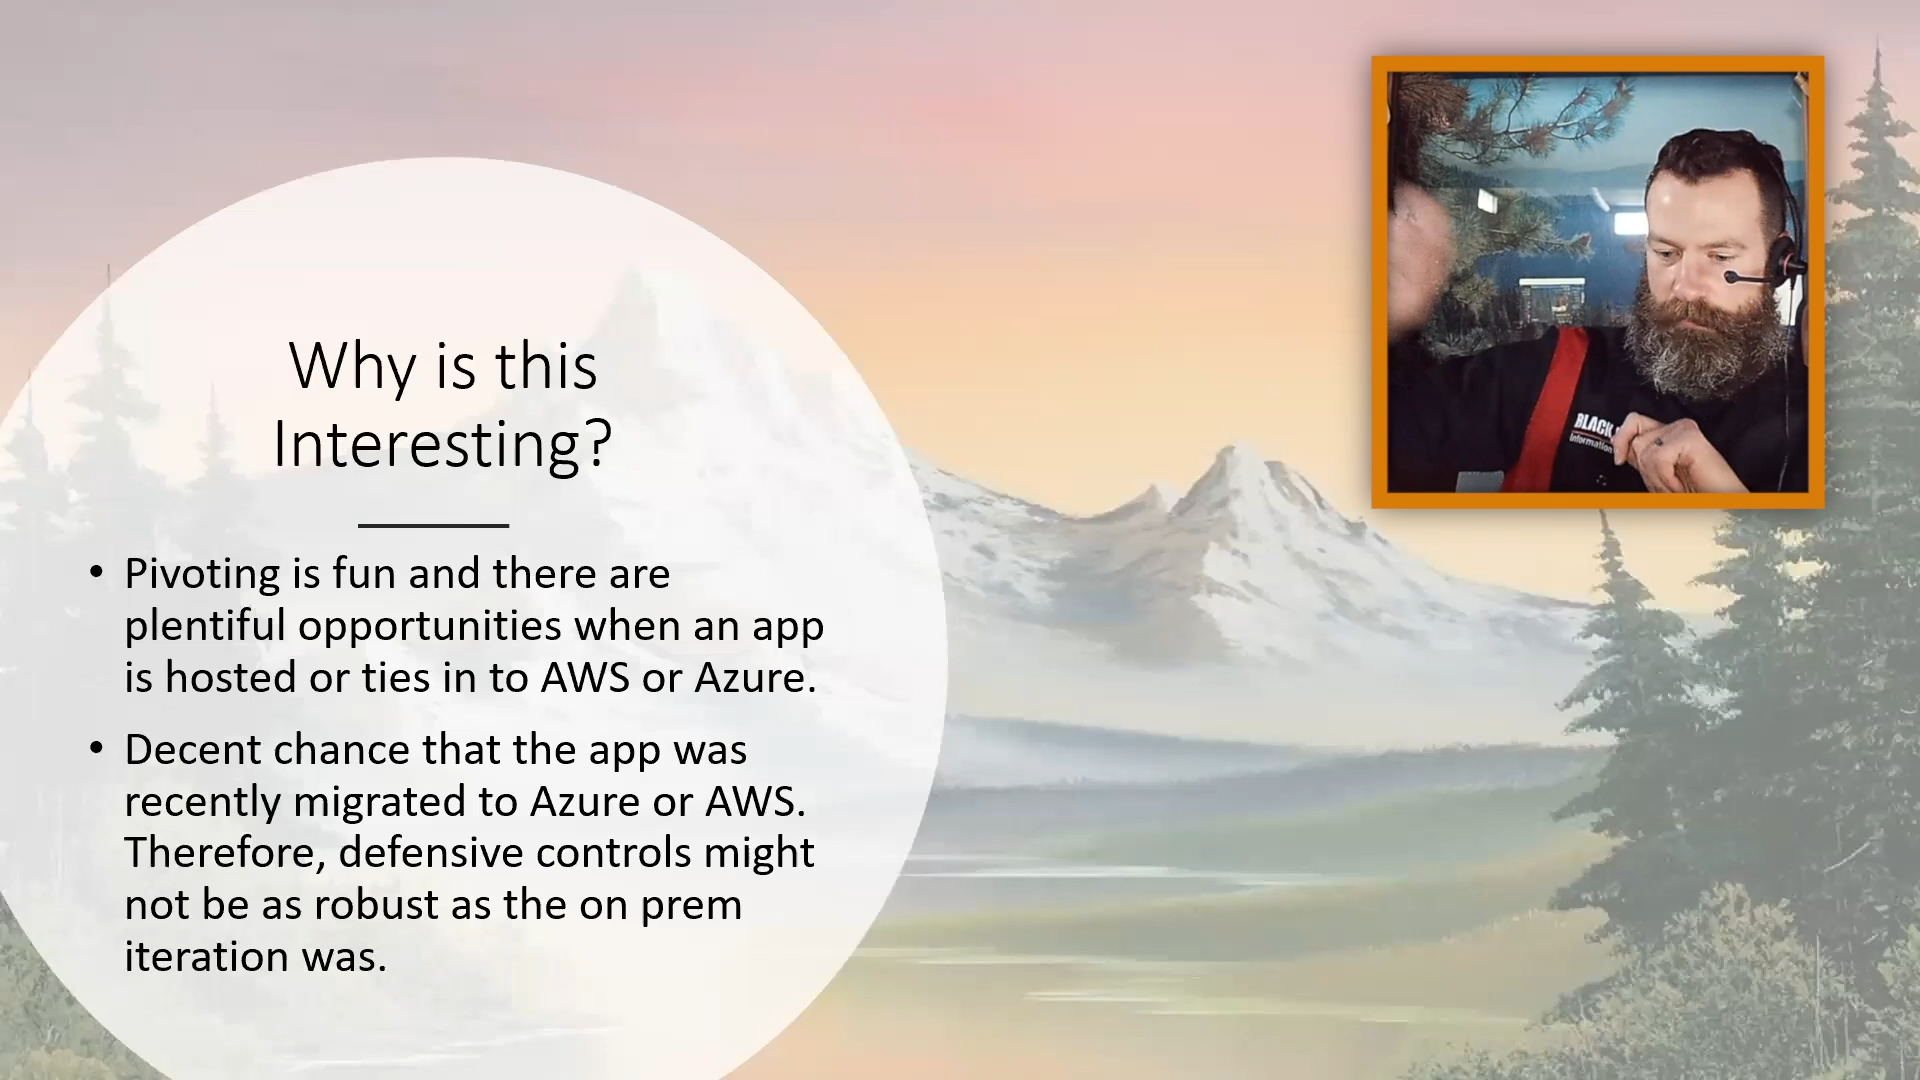 Why is this
Interesting?
• Pivoting is fun and there are
plentiful opportunities when an app
is hosted or ties in to AWS or Azure.
• Decent chance that the app was
recently migrated to Azure or AWS.
Therefore, defensive controls might
not be as robust as the on prem
iteration was.
BLACK
Information